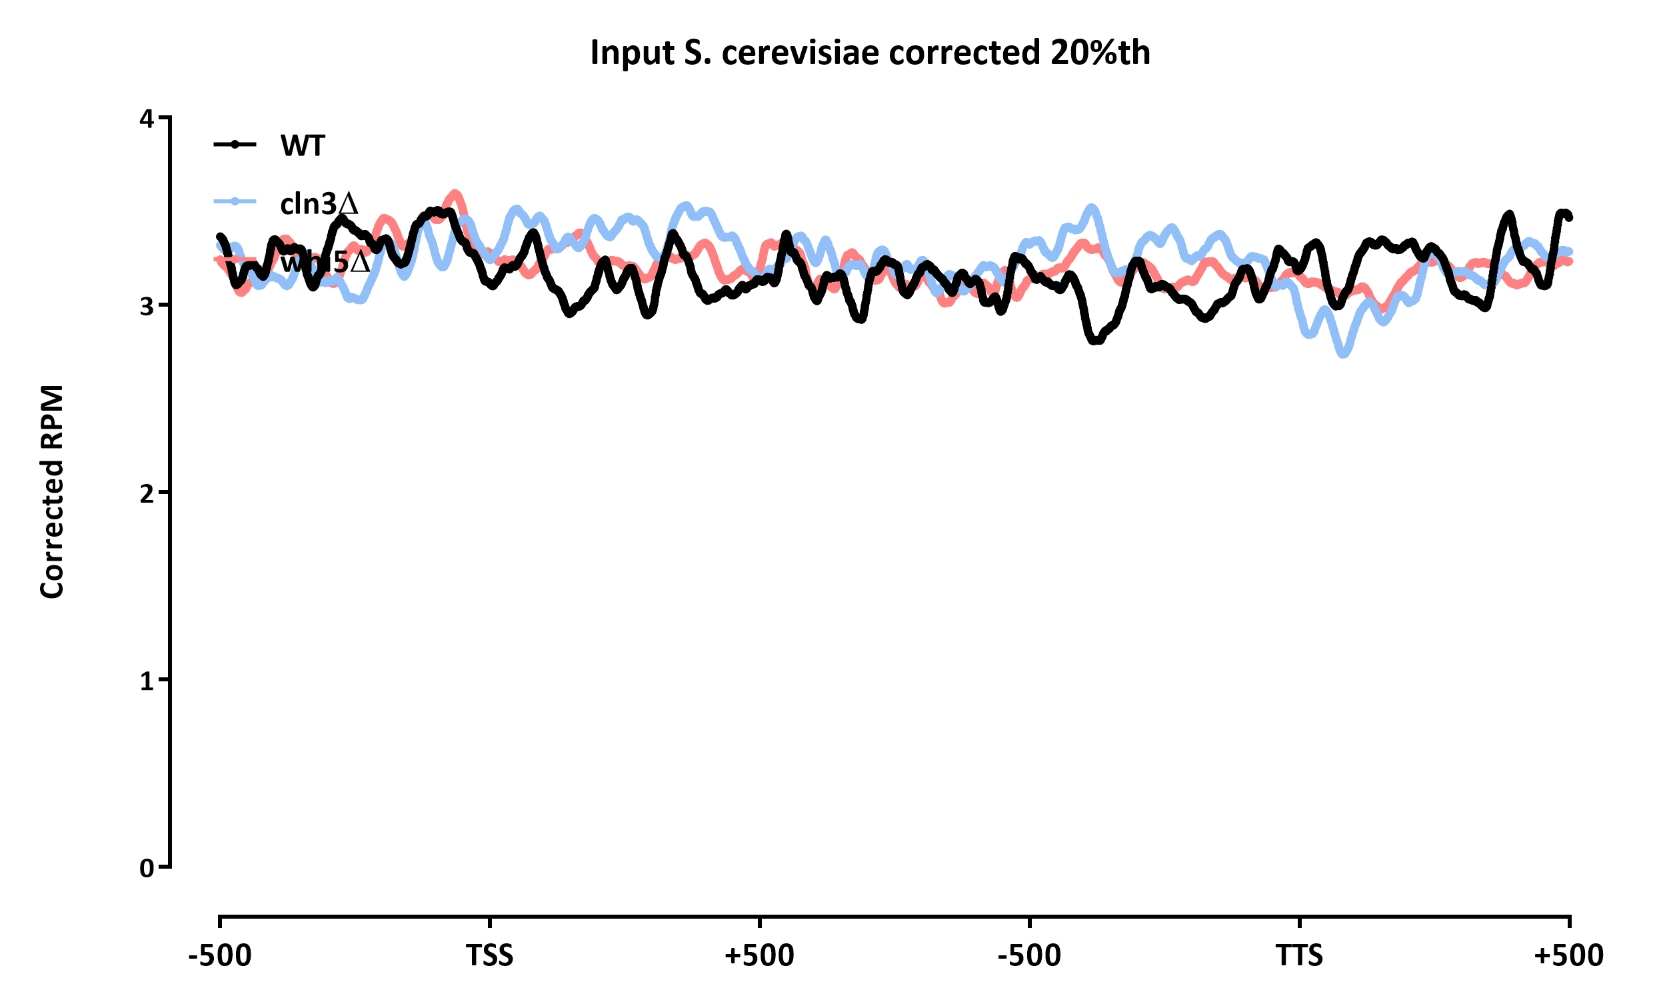 Input S. cerevisiae corrected 20%th
4
WT
cln3Δ
3
2
Corrected RPM
1
0
-500 TSS +500 -500 TTS +500